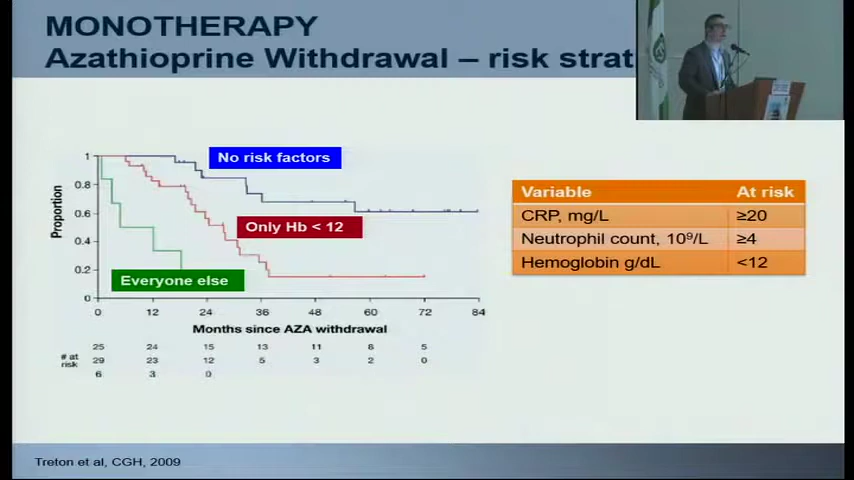 MONOTHERAPY
Azathioprine Withdrawal – risk strat
No risk factors
Only Hb < 12
Everyone else
Proportion
1
0.8
0.6
0.4
0.2
0
0 12 24 36 48 60 72 84
Months since AZA withdrawal
# at risk
25 24 15 13 11 8 5
29 23 12 5 3 2 0
6 3 0
Variable At risk
CRP, mg/L ≥20
Neutrophil count, 10⁹/L ≥4
Hemoglobin g/dL <12
Treton et al, CGH, 2009